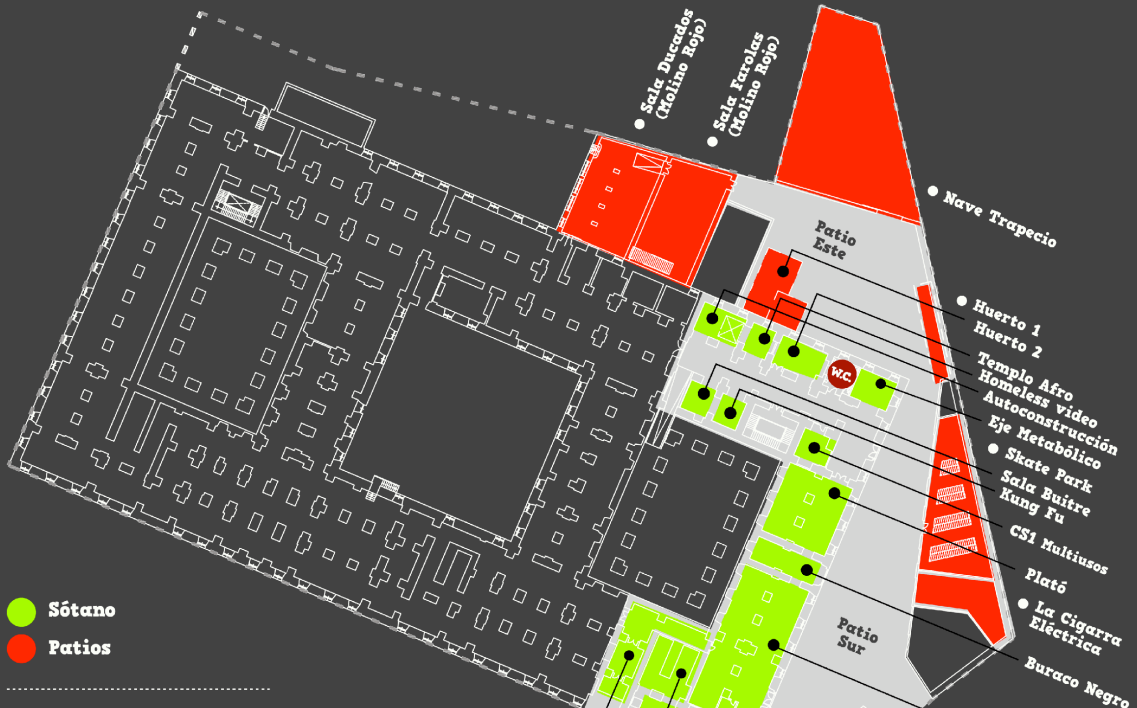 Sala Ducados
(Molino Rojo)
Sala Farolas
(Molino Rojo)
Nave Trapecio
Patio
Este
Huerto 1
Huerto 2
Templo Afro
Homeless video
Autoconstrucción
Eje Metabólico
W.C.
Skate Park
Sala Buitre
Kung Fu
CS1 Multiusos
Plató
La Cigarra
Eléctrica
Buraco Negro
Patio
Sur
Sótano
Patios